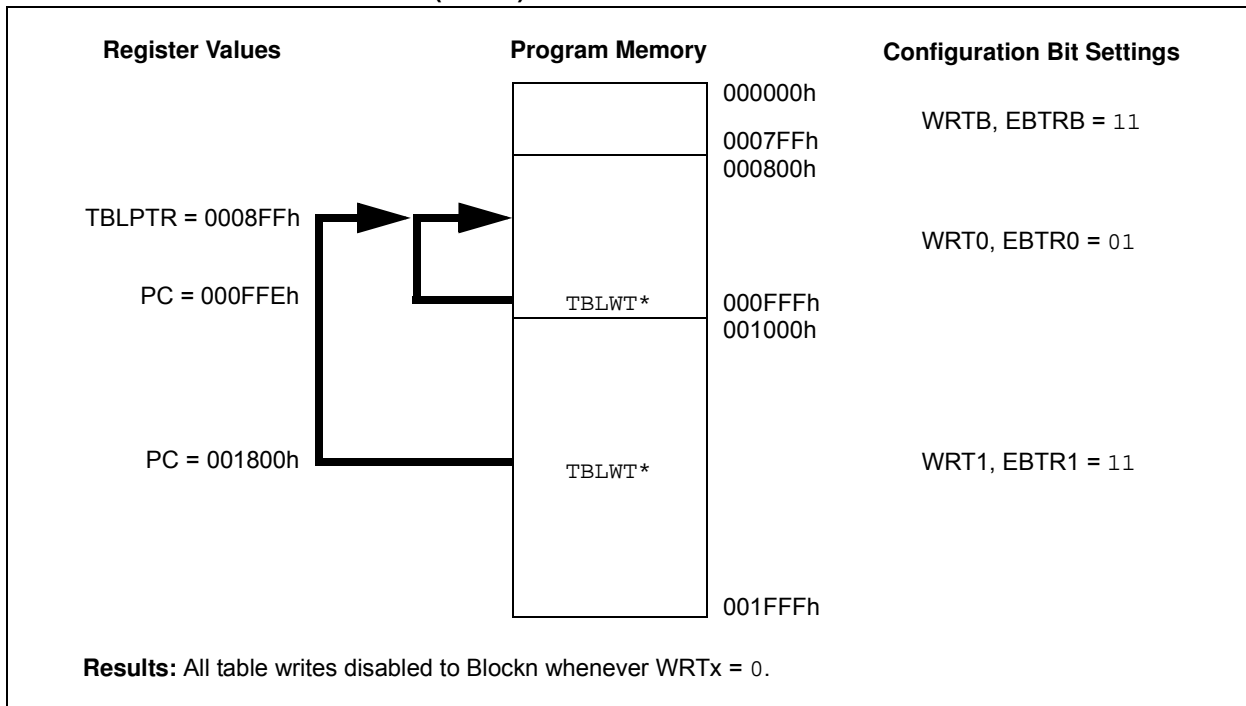 Register Values Program Memory Configuration Bit Settings
000000h
WRTB, EBTRB = 11
0007FFh
000800h
TBLPTR = 0008FFh
WRT0, EBTR0 = 01
PC = 000FFEh TBLWT* 000FFFh
001000h
PC = 001800h TBLWT* WRT1, EBTR1 = 11
001FFFh
Results: All table writes disabled to Blockn whenever WRTx = 0.